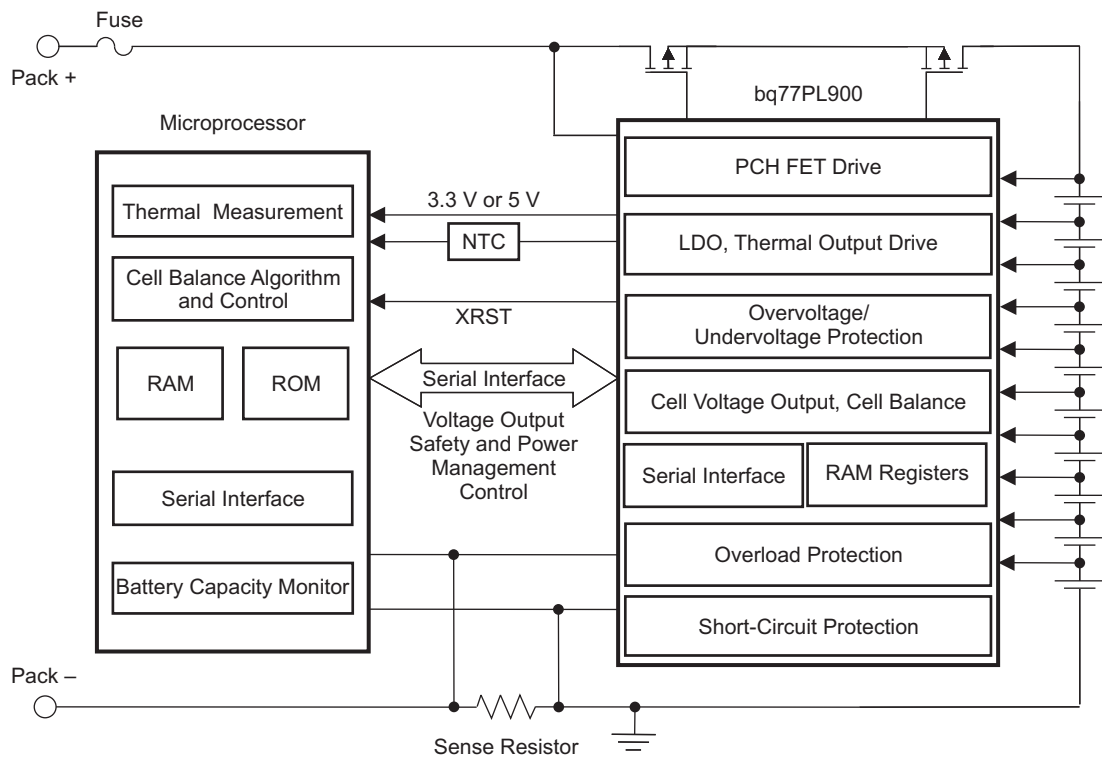 Fuse
Pack +
bq77PL900
Microprocessor
PCH FET Drive
Thermal Measurement
3.3 V or 5 V
NTC
LDO, Thermal Output Drive
Cell Balance Algorithm
and Control
XRST
Overvoltage/
Undervoltage Protection
RAM
ROM
Serial Interface
Cell Voltage Output, Cell Balance
Voltage Output
Safety and Power
Management
Control
Serial Interface
RAM Registers
Serial Interface
Overload Protection
Battery Capacity Monitor
Short-Circuit Protection
Pack –
Sense Resistor